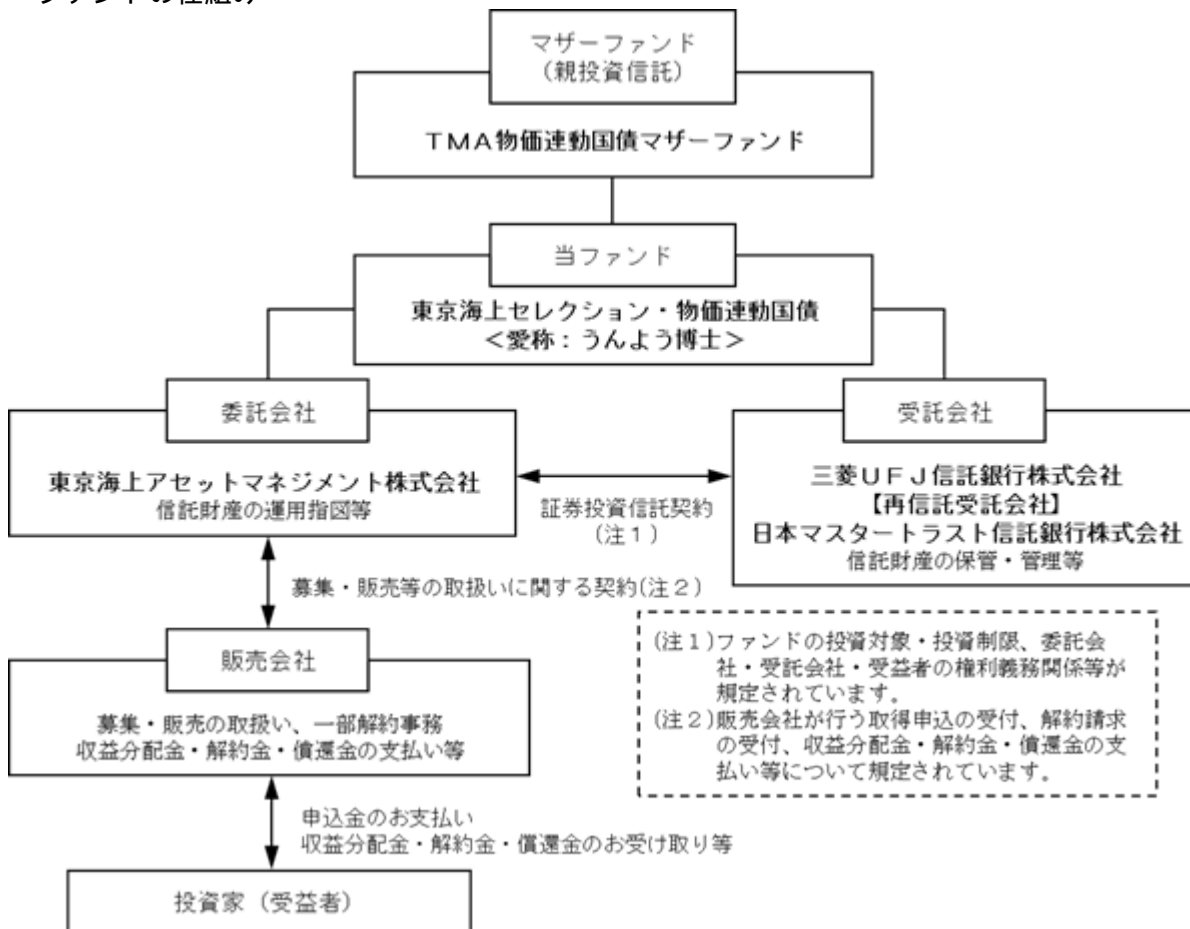 ファンドの仕組み
マザーファンド
(親投資信託)
TMA物価連動国債マザーファンド
当ファンド
東京海上セレクション・物価連動国債
<愛称:うんよう博士>
委託会社
東京海上アセットマネジメント株式会社
信託財産の運用指図等
証券投資信託契約
(注1)
受託会社
三菱UFJ信託銀行株式会社
【再信託受託会社】
日本マスタートラスト信託銀行株式会社
信託財産の保管・管理等
募集・販売等の取扱いに関する契約(注2)
販売会社
募集・販売の取扱い、一部解約事務
収益分配金・解約金・償還金の支払い等
(注1)ファンドの投資対象・投資制限、委託会
社・受託会社・受益者の権利義務関係等が
規定されています。
(注2)販売会社が行う取得申込の受付、解約請求
の受付、収益分配金・解約金・償還金の支
払い等について規定されています。
申込金のお支払い
収益分配金・解約金・償還金のお受け取り等
投資家(受益者)